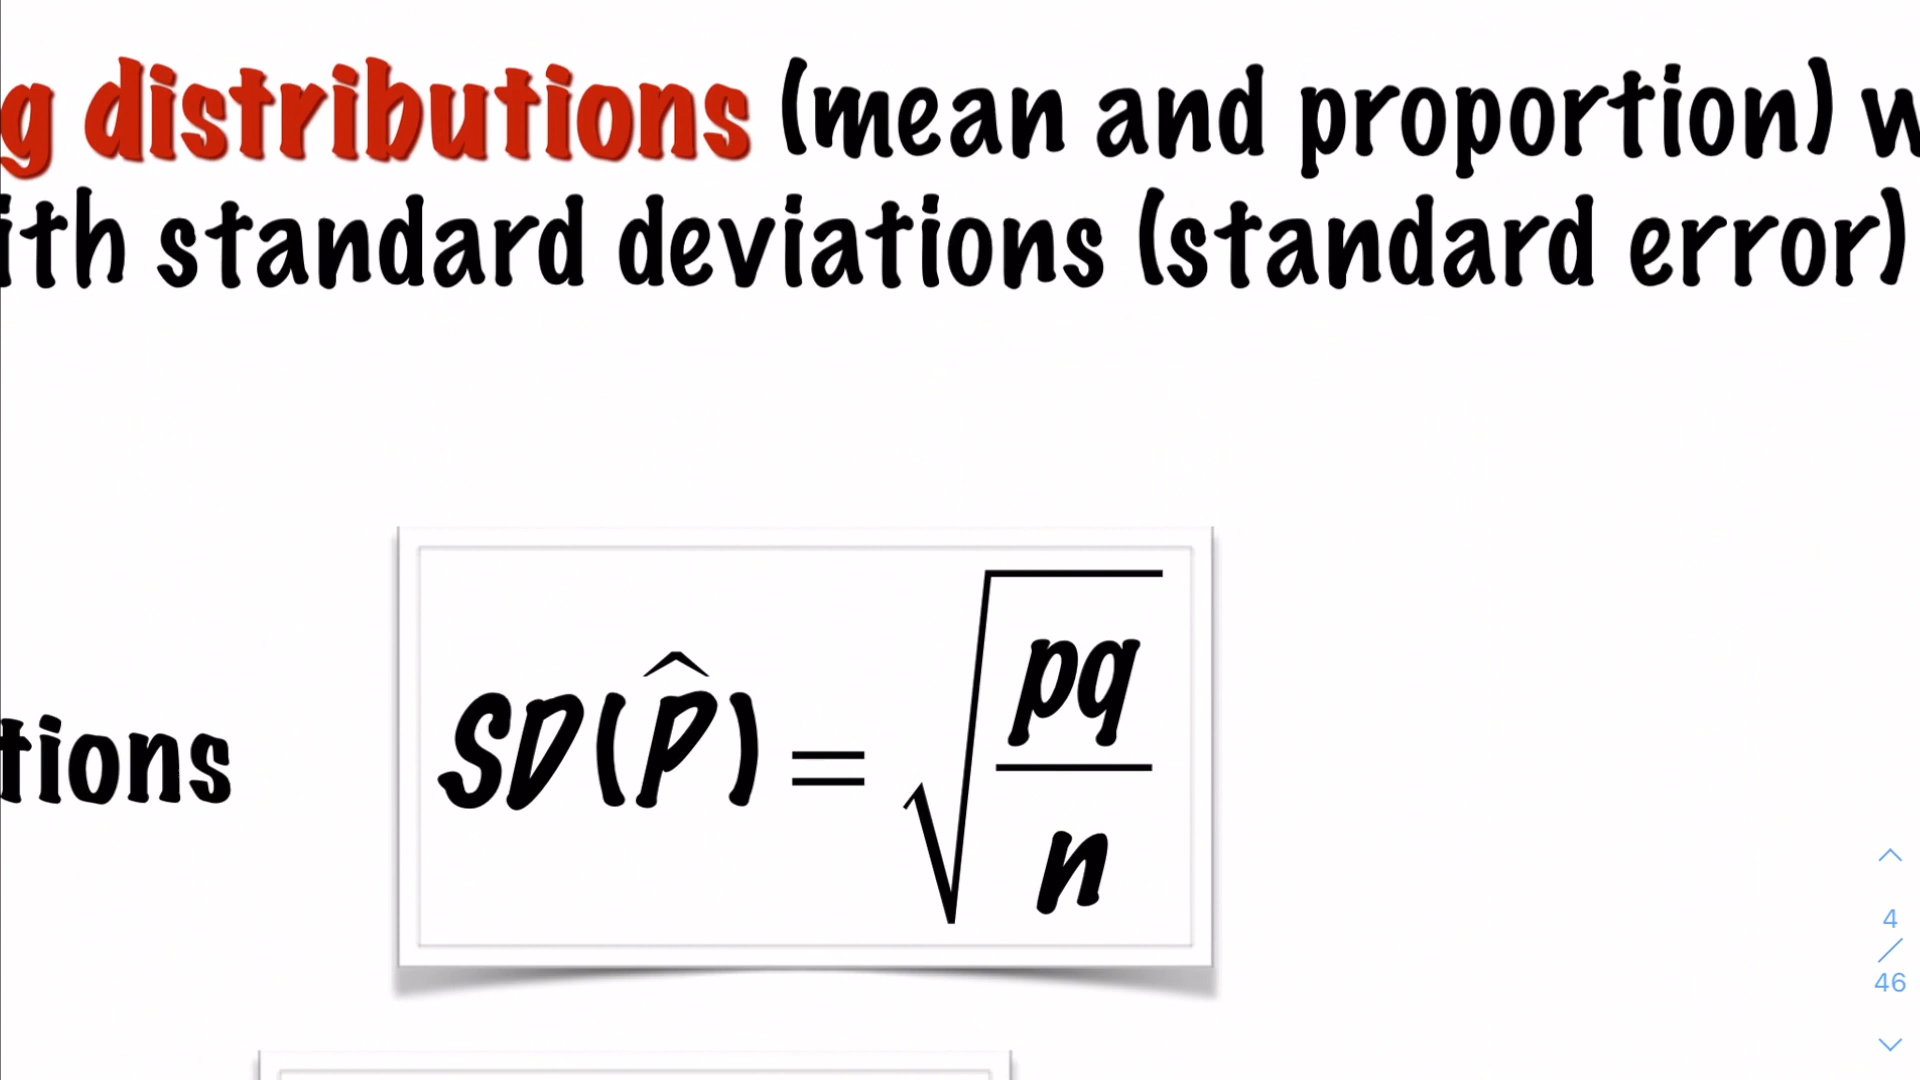 g distributions (mean and proportion) w
ith standard deviations (standard error)
tions
SD(P̂) = √(pq/n)
4
/
46